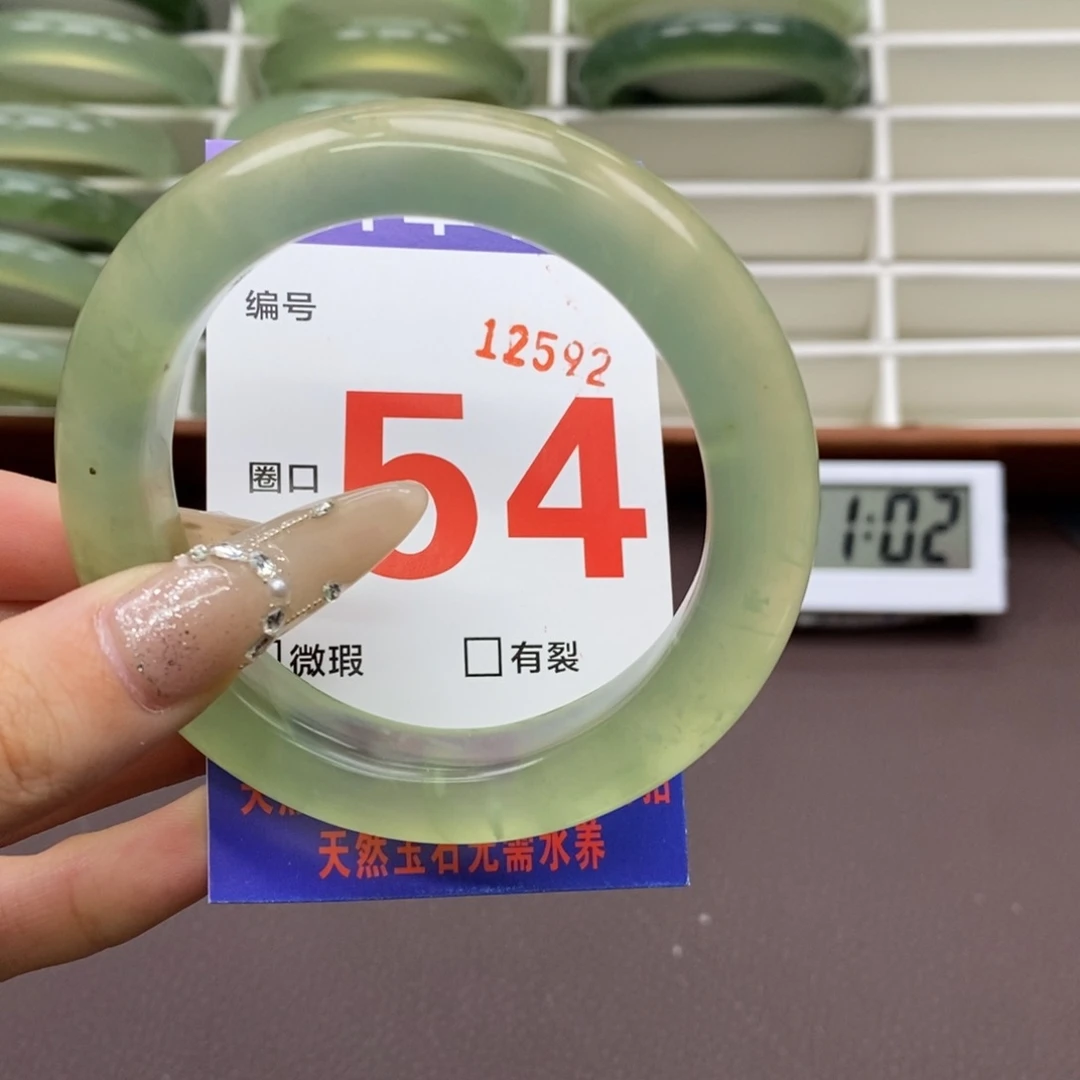 编号
12592
圈口 54
微瑕 有裂
1:02
天然玉石无需水养